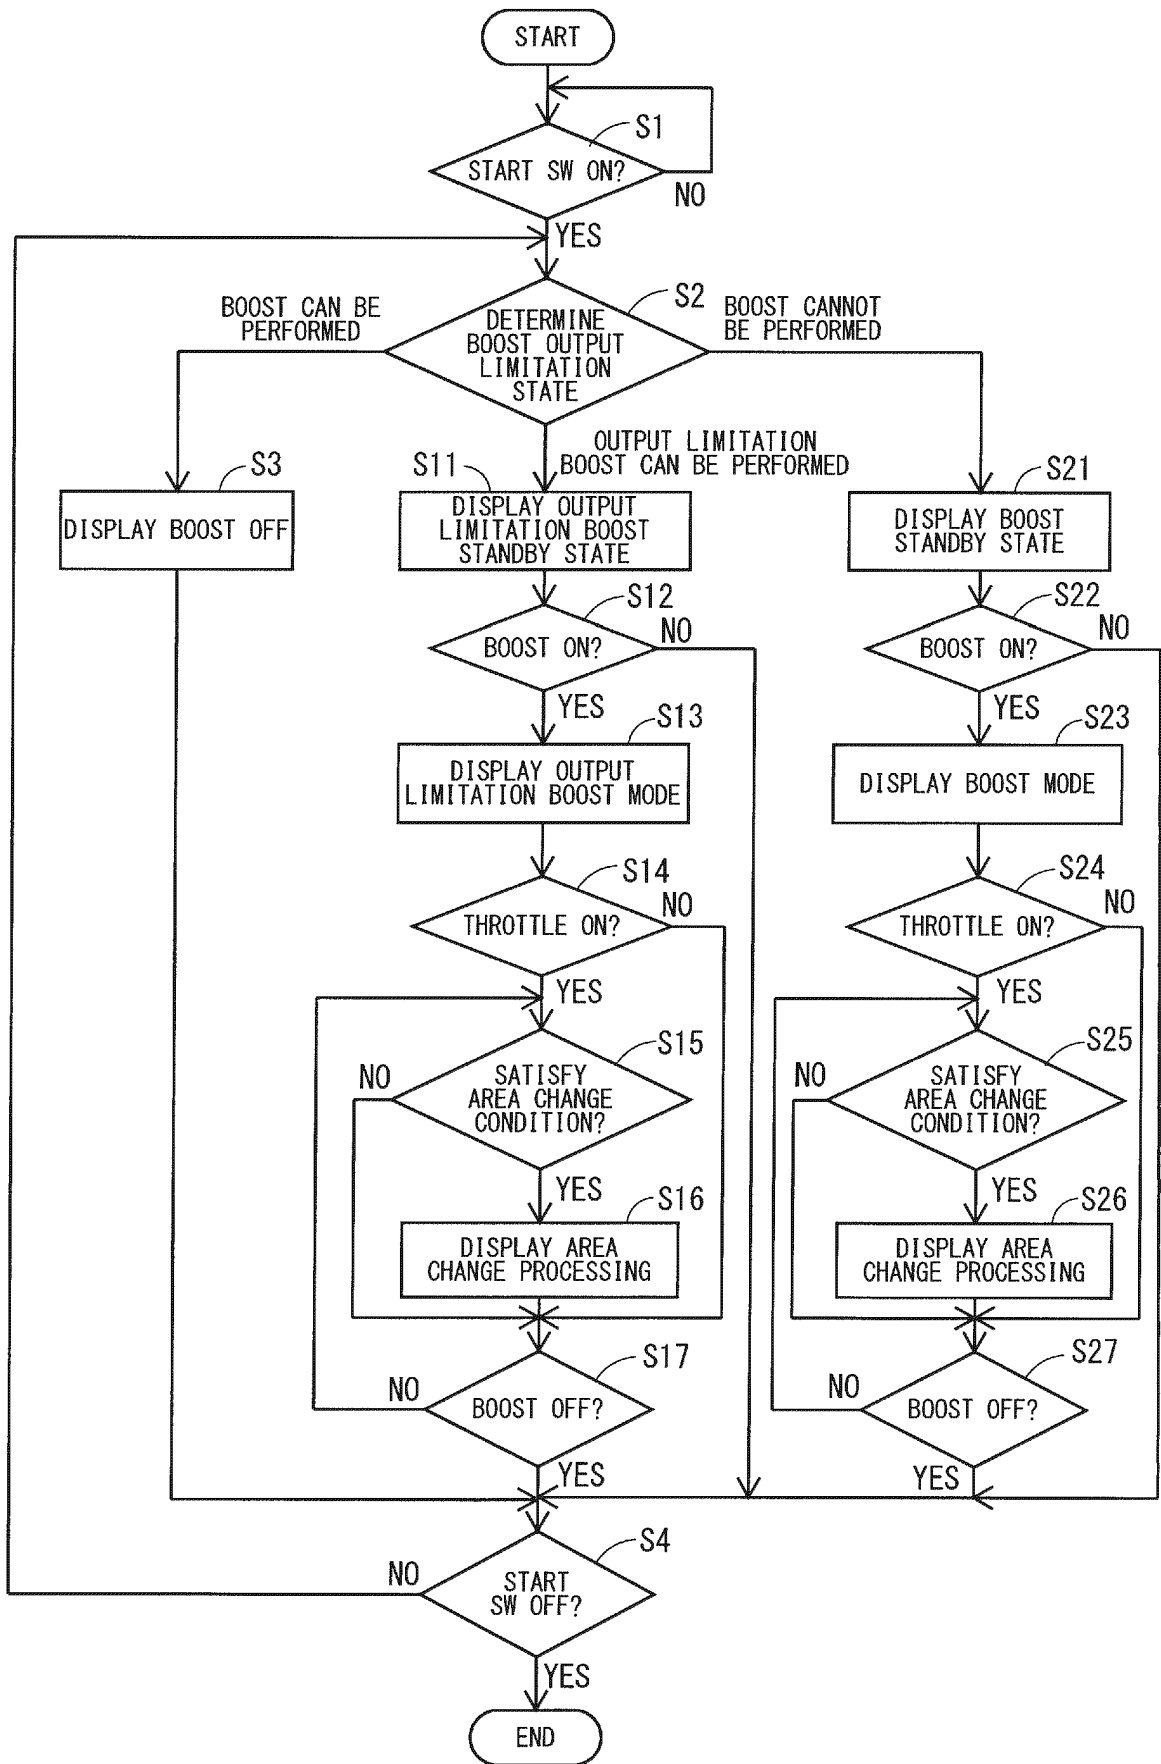 START
S1
START SW ON?
NO
YES
S2
BOOST CAN BE
PERFORMED
BOOST CANNOT
BE PERFORMED
DETERMINE
BOOST OUTPUT
LIMITATION
STATE
OUTPUT LIMITATION
BOOST CAN BE PERFORMED
S3
DISPLAY BOOST OFF
S11
DISPLAY OUTPUT
LIMITATION BOOST
STANDBY STATE
S21
DISPLAY BOOST
STANDBY STATE
S12
BOOST ON?
NO
YES
S22
BOOST ON?
NO
YES
S13
DISPLAY OUTPUT
LIMITATION BOOST MODE
S23
DISPLAY BOOST MODE
S14
THROTTLE ON?
NO
YES
S24
THROTTLE ON?
NO
YES
S15
NO
SATISFY
AREA CHANGE
CONDITION?
YES
S25
NO
SATISFY
AREA CHANGE
CONDITION?
YES
S16
DISPLAY AREA
CHANGE PROCESSING
S26
DISPLAY AREA
CHANGE PROCESSING
S17
NO
BOOST OFF?
YES
S27
NO
BOOST OFF?
YES
S4
NO
START
SW OFF?
YES
END